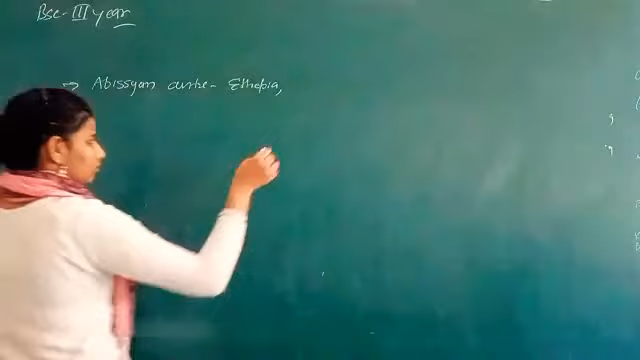 Bsc - III year
→ Abissyan centre - Ethopia,